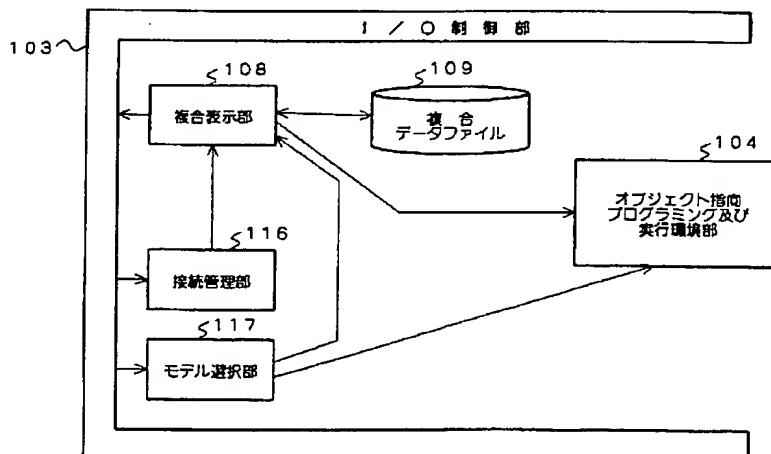 I / O 制 御 部
103
108
複合表示部
109
複 合
データファイル
104
オブジェクト指向
プログラミング及び
実行環境部
116
接続管理部
117
モデル選択部